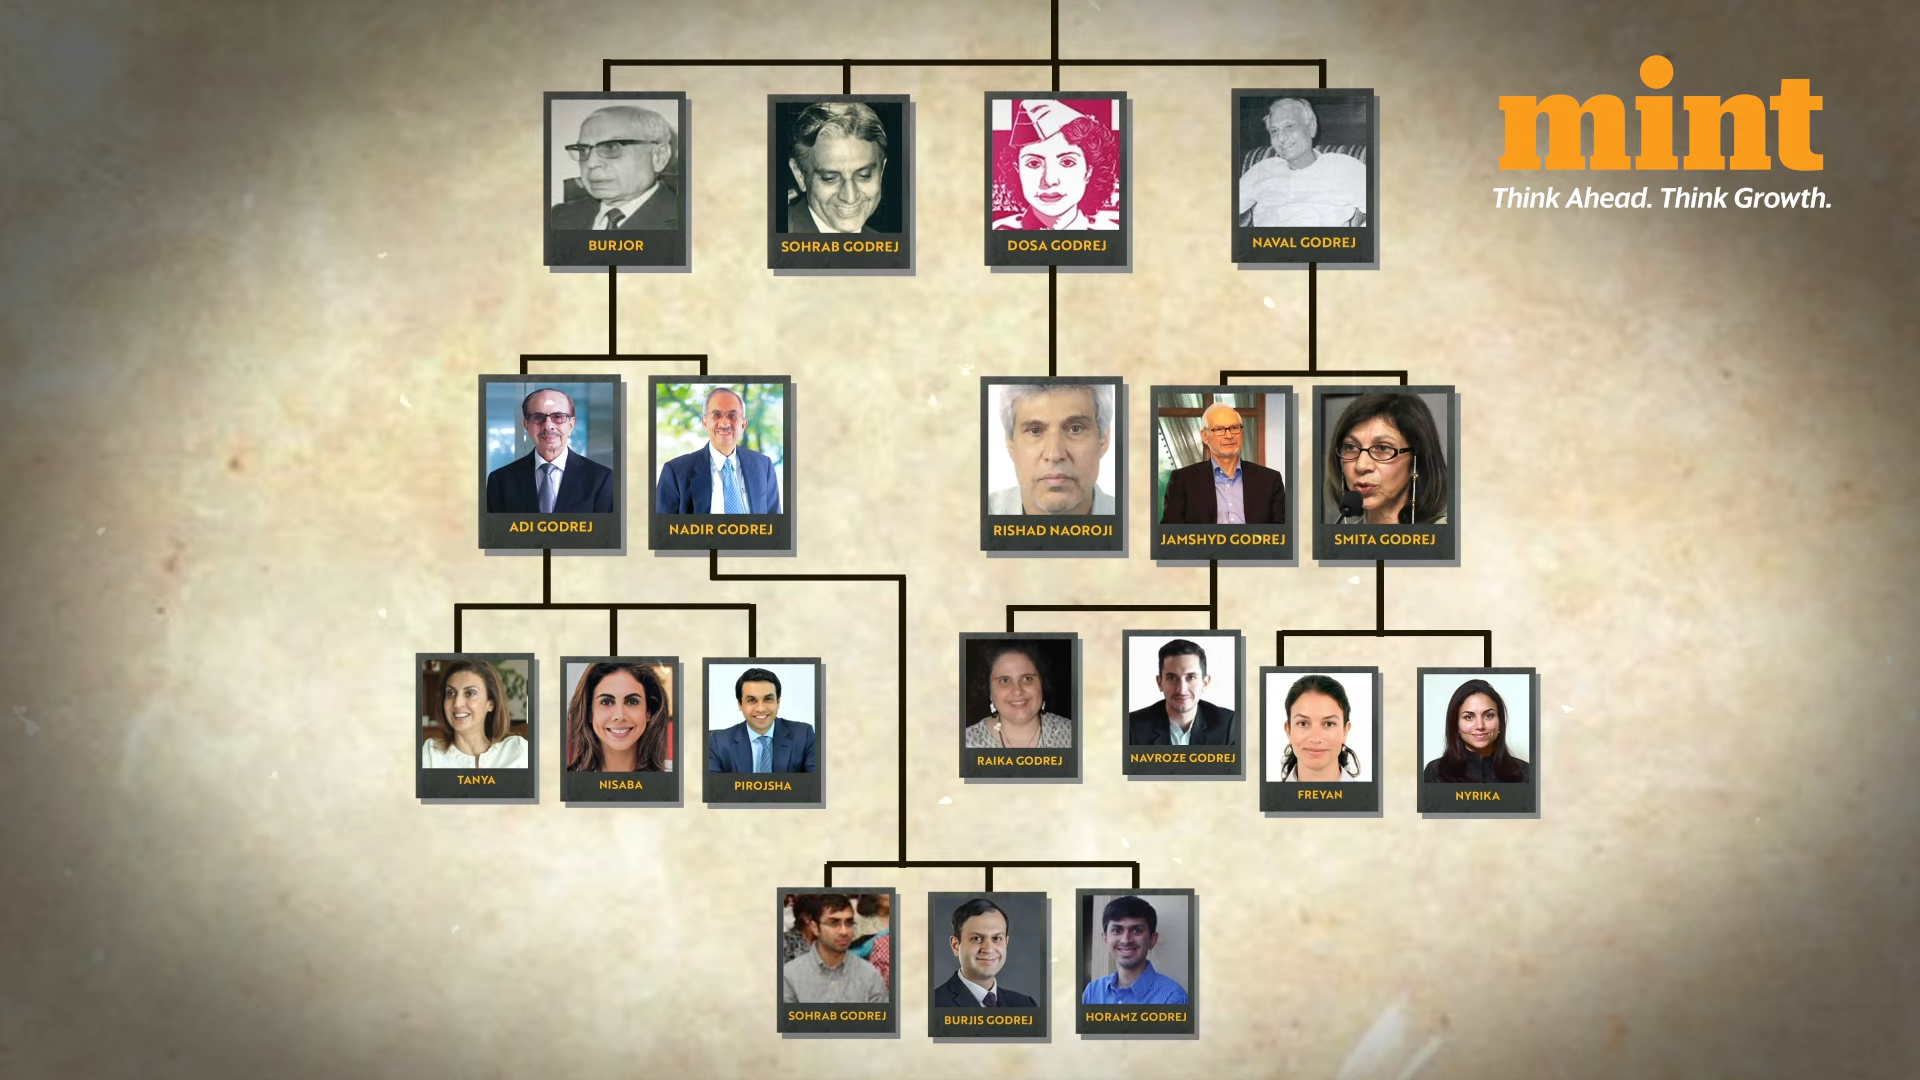 mint
Think Ahead. Think Growth.
BURJOR
SOHRAB GODREJ
DOSA GODREJ
NAVAL GODREJ
ADI GODREJ
NADIR GODREJ
RISHAD NAOROJI
JAMSHYD GODREJ
SMITA GODREJ
TANYA
NISABA
PIROJSHA
RAIKA GODREJ
NAVROZE GODREJ
FREYAN
NYRIKA
SOHRAB GODREJ
BURJIS GODREJ
HORAMZ GODREJ